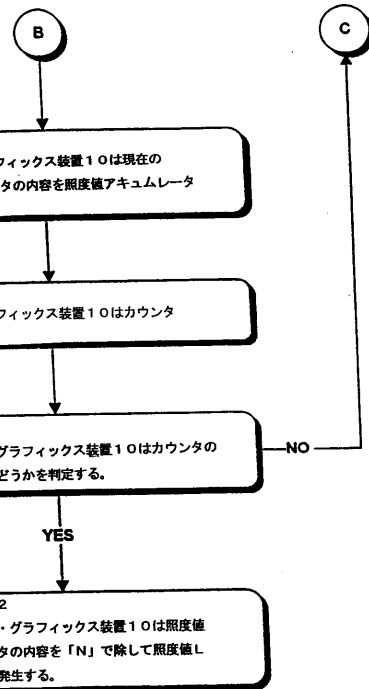 B
C
フィックス装置10は現在の
タの内容を照度値アキュムレータ
フィックス装置10はカウンタ
グラフィックス装置10はカウンタの
どうかを判定する。
NO
YES
2
・グラフィックス装置10は照度値
タの内容を「N」で除して照度値L
発生する。